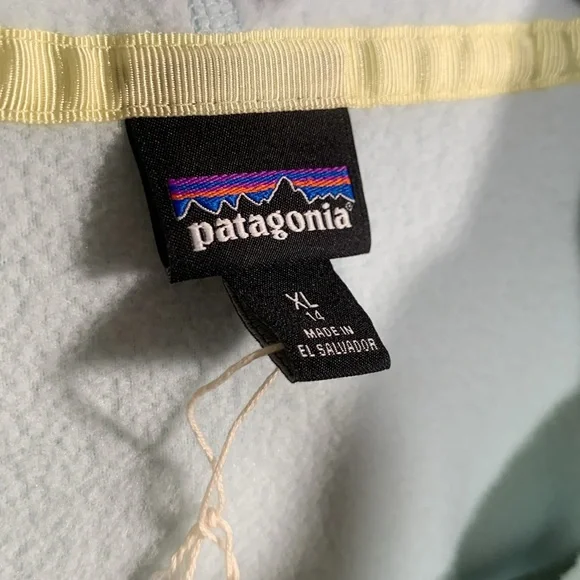 patagonia®
XL
14
MADE IN
EL SALVADOR